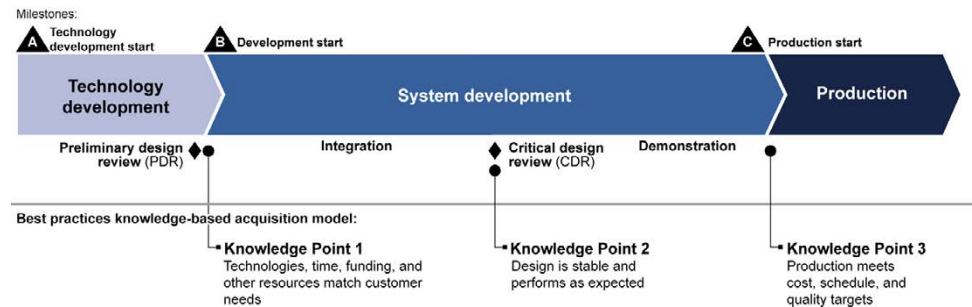 Milestones:
A Technology
development start
B Development start
C Production start
Technology
development
System development
Production
Preliminary design
review (PDR)
Integration
Critical design
review (CDR)
Demonstration
Best practices knowledge-based acquisition model:
Knowledge Point 1
Technologies, time, funding, and
other resources match customer
needs
Knowledge Point 2
Design is stable and
performs as expected
Knowledge Point 3
Production meets
cost, schedule, and
quality targets